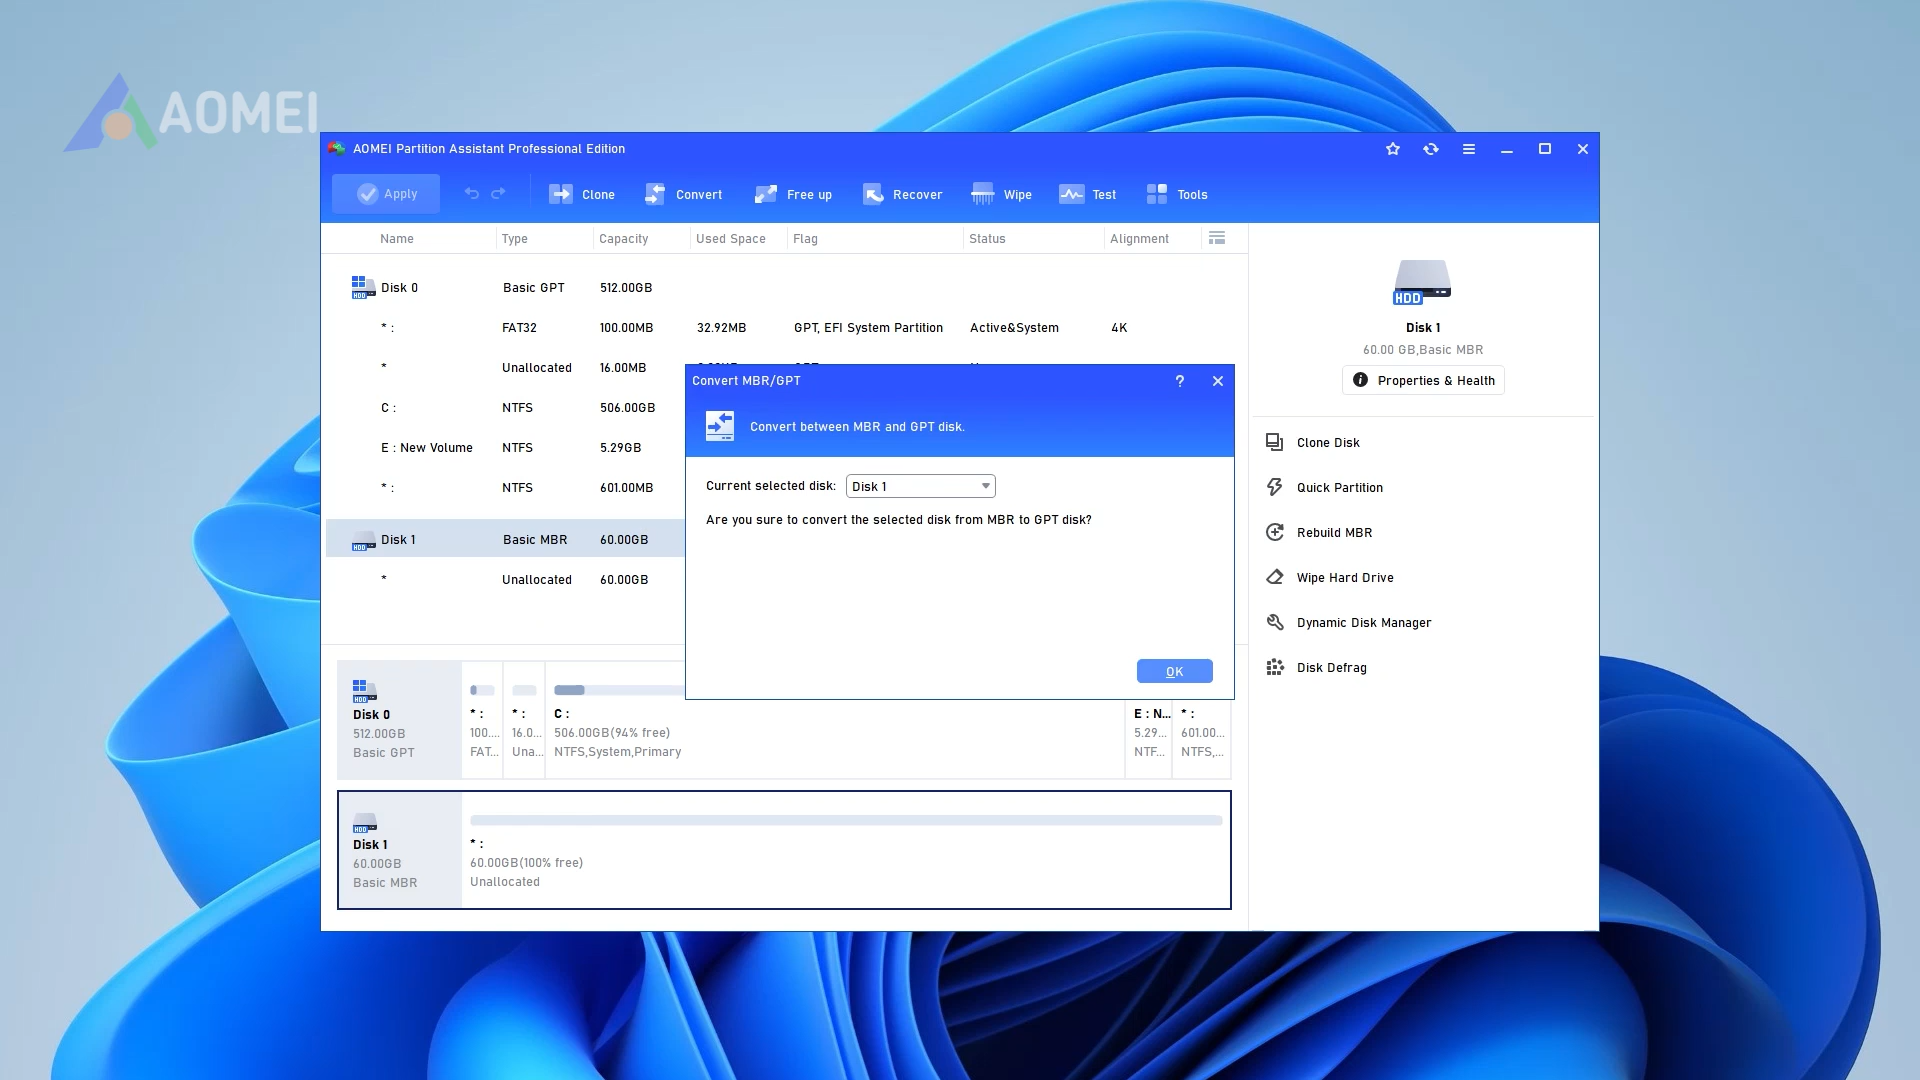 AOMEI
AOMEI Partition Assistant Professional Edition
Apply Clone Convert Free up Recover Wipe Test Tools
Name Type Capacity Used Space Flag Status Alignment
HDD Disk 0 Basic GPT 512.00GB
* : FAT32 100.00MB 32.92MB GPT, EFI System Partition Active&System 4K
* Unallocated 16.00MB
C : NTFS 506.00GB
E : New Volume NTFS 5.29GB
* : NTFS 601.00MB
HDD Disk 1 Basic MBR 60.00GB
* Unallocated 60.00GB
Convert MBR/GPT ?
Convert between MBR and GPT disk.
Current selected disk: Disk 1
Are you sure to convert the selected disk from MBR to GPT disk?
OK
HDD
Disk 0
512.00GB
Basic GPT
* :
100....
FAT...
* :
16.0...
Una...
C :
506.00GB(94% free)
NTFS,System,Primary
E : N...
5.29...
NTF...
* :
601.00...
NTFS,...
HDD
Disk 1
60.00GB
Basic MBR
* :
60.00GB(100% free)
Unallocated
HDD
Disk 1
60.00 GB,Basic MBR
Properties & Health
Clone Disk
Quick Partition
Rebuild MBR
Wipe Hard Drive
Dynamic Disk Manager
Disk Defrag